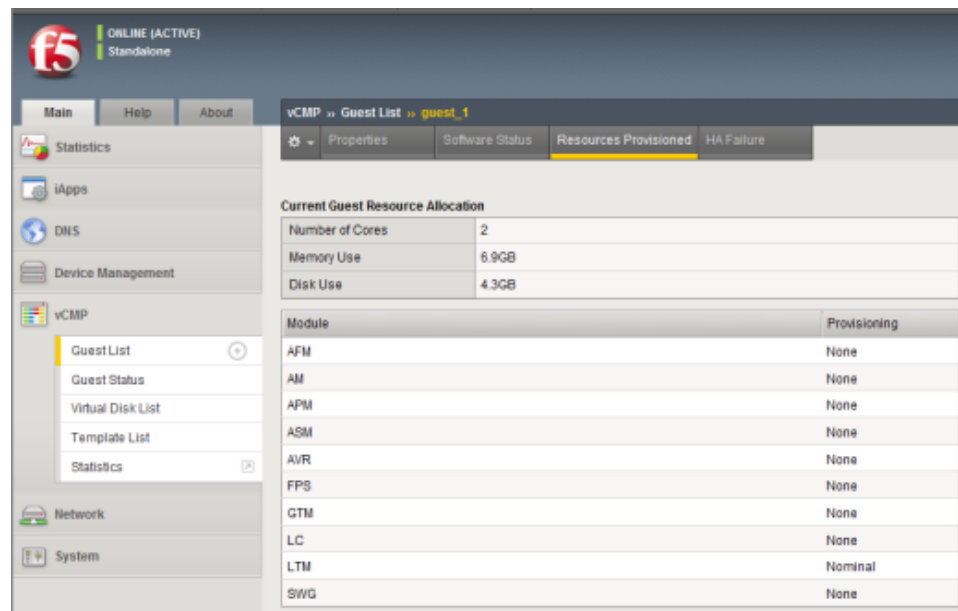 f5
ONLINE (ACTIVE)
Standalone
Main Help About
Statistics
iApps
DNS
Device Management
vCMP
Guest List
Guest Status
Virtual Disk List
Template List
Statistics
Network
System
vCMP » Guest List » guest_1
Properties Software Status Resources Provisioned HA Failure
Current Guest Resource Allocation
Number of Cores 2
Memory Use 6.9GB
Disk Use 4.3GB
Module Provisioning
AFM None
AM None
APM None
ASM None
AVR None
FPS None
GTM None
LC None
LTM Nominal
SWG None